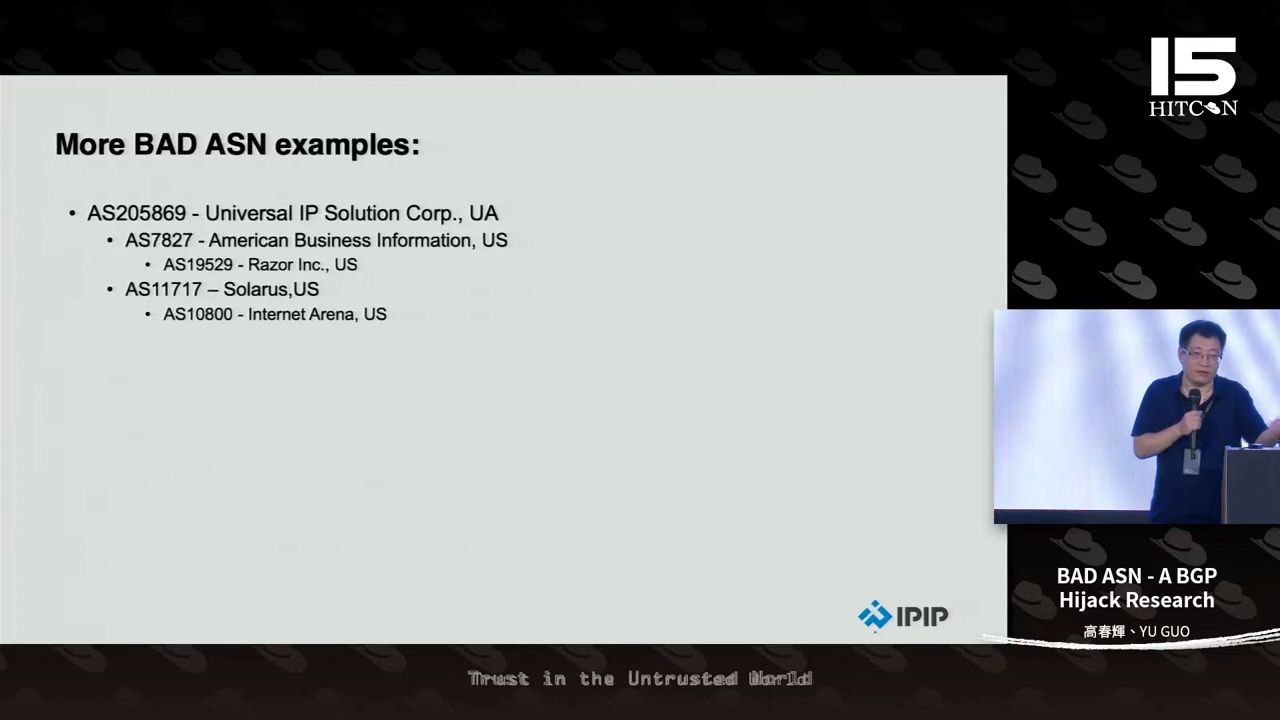 15
HITCON
More BAD ASN examples:
• AS205869 - Universal IP Solution Corp., UA
• AS7827 - American Business Information, US
• AS19529 - Razor Inc., US
• AS11717 – Solarus,US
• AS10800 - Internet Arena, US
IPIP
BAD ASN - A BGP
Hijack Research
高春輝、YU GUO
Trust in the Untrusted World